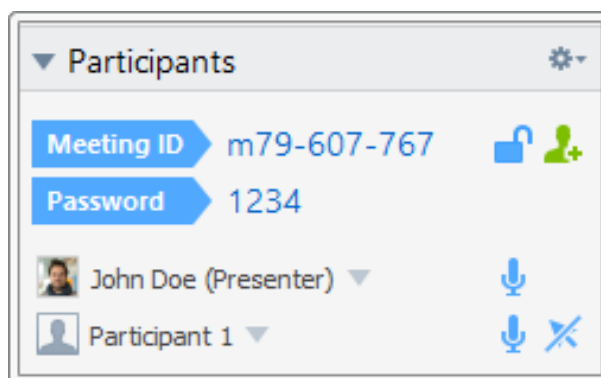 Participants
Meeting ID m79-607-767
Password 1234
John Doe (Presenter)
Participant 1